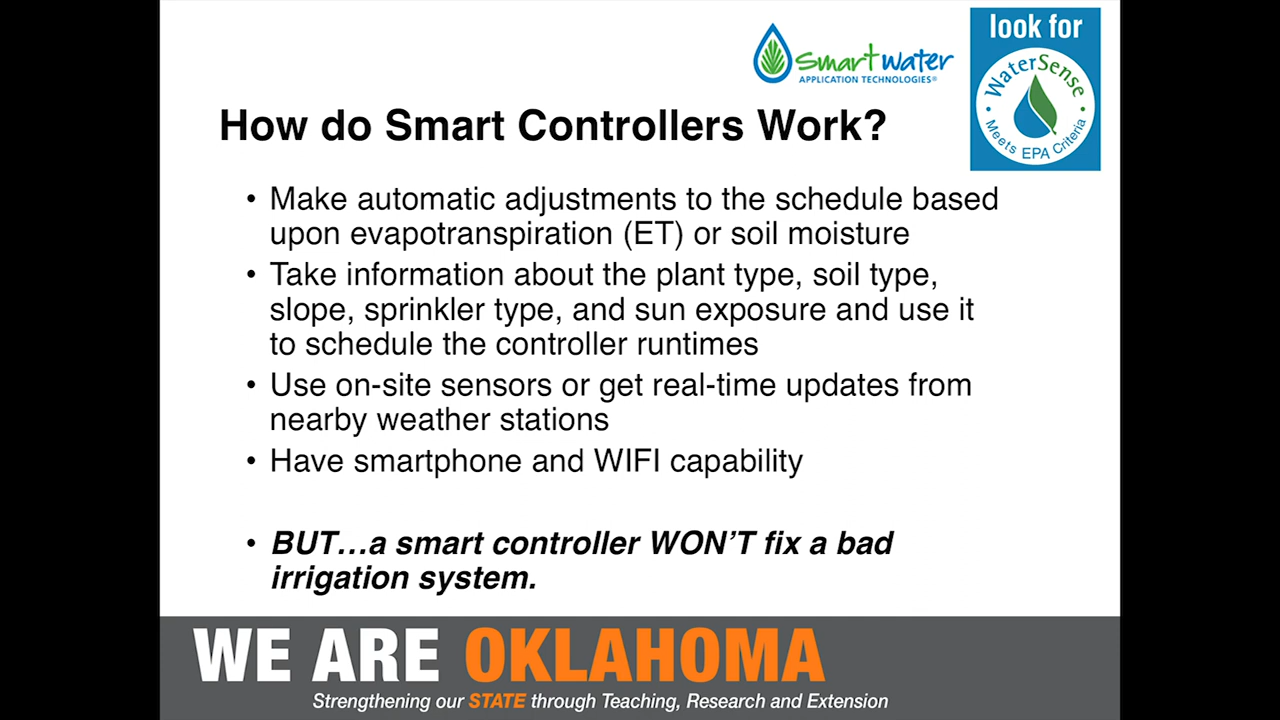 smart water
APPLICATION TECHNOLOGIES®
look for
WaterSense
Meets EPA Criteria
How do Smart Controllers Work?
• Make automatic adjustments to the schedule based
upon evapotranspiration (ET) or soil moisture
• Take information about the plant type, soil type,
slope, sprinkler type, and sun exposure and use it
to schedule the controller runtimes
• Use on-site sensors or get real-time updates from
nearby weather stations
• Have smartphone and WIFI capability
• BUT…a smart controller WON’T fix a bad
irrigation system.
WE ARE OKLAHOMA
Strengthening our STATE through Teaching, Research and Extension